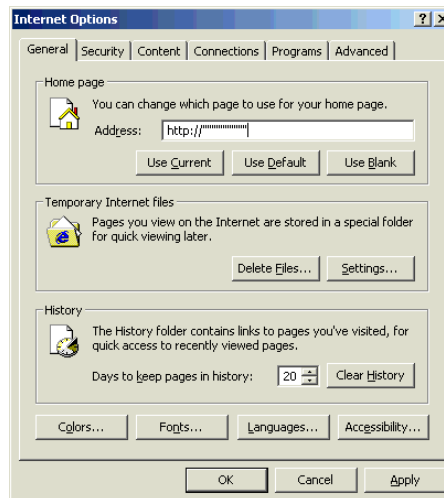 Internet Options
General Security Content Connections Programs Advanced
Home page
You can change which page to use for your home page.
Address: http://""""""""""
Use Current Use Default Use Blank
Temporary Internet files
Pages you view on the Internet are stored in a special folder
for quick viewing later.
Delete Files... Settings...
History
The History folder contains links to pages you've visited, for
quick access to recently viewed pages.
Days to keep pages in history: 20 Clear History
Colors... Fonts... Languages... Accessibility...
OK Cancel Apply